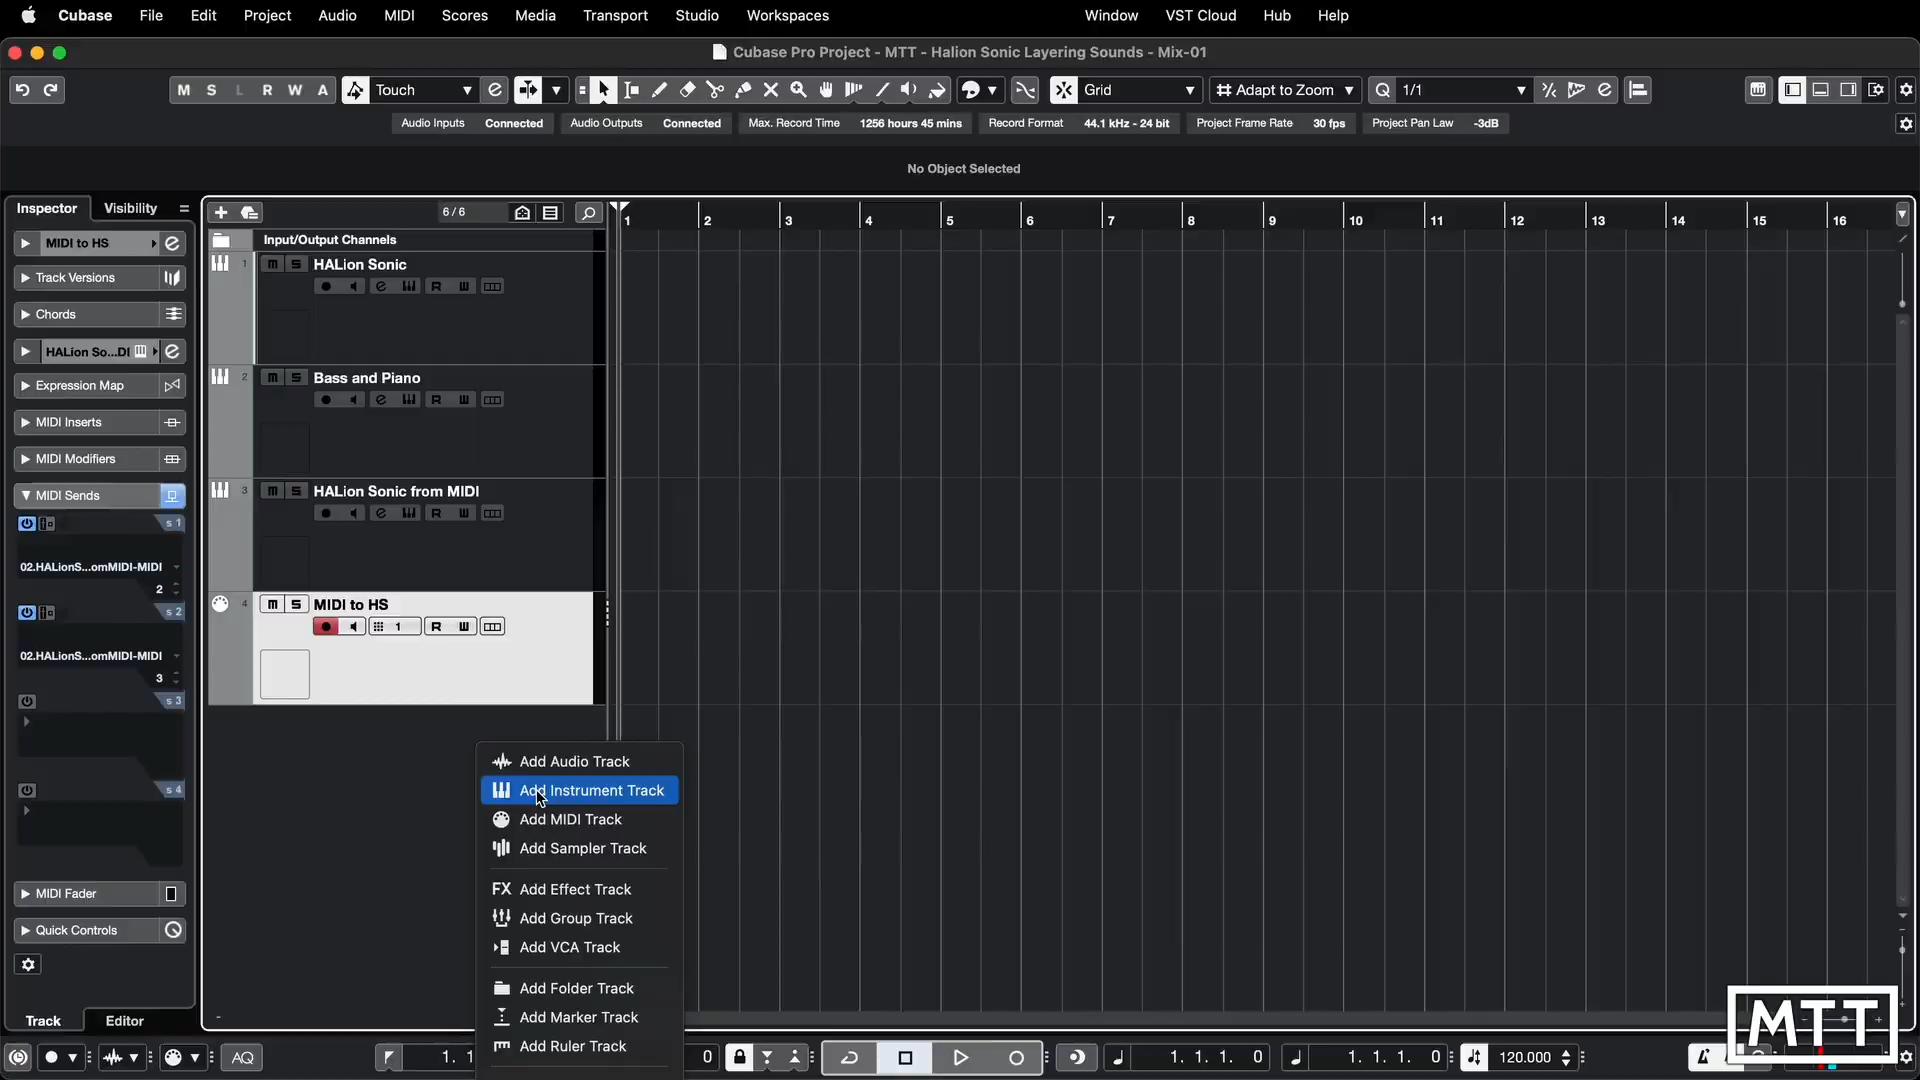 Cubase File Edit Project Audio MIDI Scores Media Transport Studio Workspaces Window VST Cloud Hub Help
Cubase Pro Project - MTT - Halion Sonic Layering Sounds - Mix-01
M S L R W A Touch Grid Adapt to Zoom Q 1/1
Audio Inputs Connected Audio Outputs Connected Max. Record Time 1256 hours 45 mins Record Format 44.1 kHz - 24 bit Project Frame Rate 30 fps Project Pan Law -3dB
No Object Selected
Inspector Visibility
6 / 6
1 2 3 4 5 6 7 8 9 10 11 12 13 14 15 16
MIDI to HS
Track Versions
Chords
HALion So...DI
Expression Map
MIDI Inserts
MIDI Modifiers
MIDI Sends
s 1
02.HALionS...omMIDI-MIDI
2
s 2
02.HALionS...omMIDI-MIDI
3
s 3
s 4
MIDI Fader
Quick Controls
Track Editor
Input/Output Channels
1 m S HALion Sonic
R W
2 m S Bass and Piano
R W
3 m S HALion Sonic from MIDI
R W
4 m S MIDI to HS
1 R W
Add Audio Track
Add Instrument Track
Add MIDI Track
Add Sampler Track
FX Add Effect Track
Add Group Track
Add VCA Track
Add Folder Track
Add Marker Track
Add Ruler Track
MTT
AQ 1. 1. 0 1. 1. 1. 0 1. 1. 1. 0 120.000